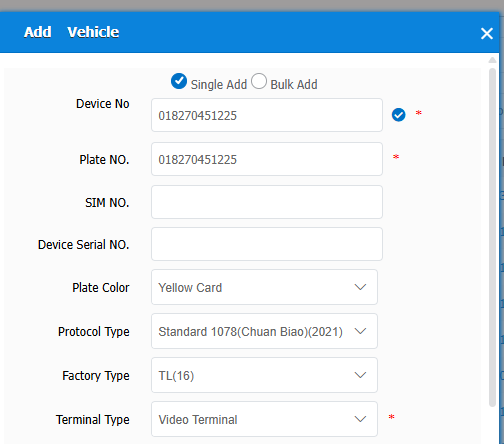 Add Vehicle
Single Add Bulk Add
Device No
018270451225
*
Plate NO.
018270451225
*
SIM NO.
Device Serial NO.
Plate Color
Yellow Card
Protocol Type
Standard 1078(Chuan Biao)(2021)
Factory Type
TL(16)
Terminal Type
Video Terminal
*